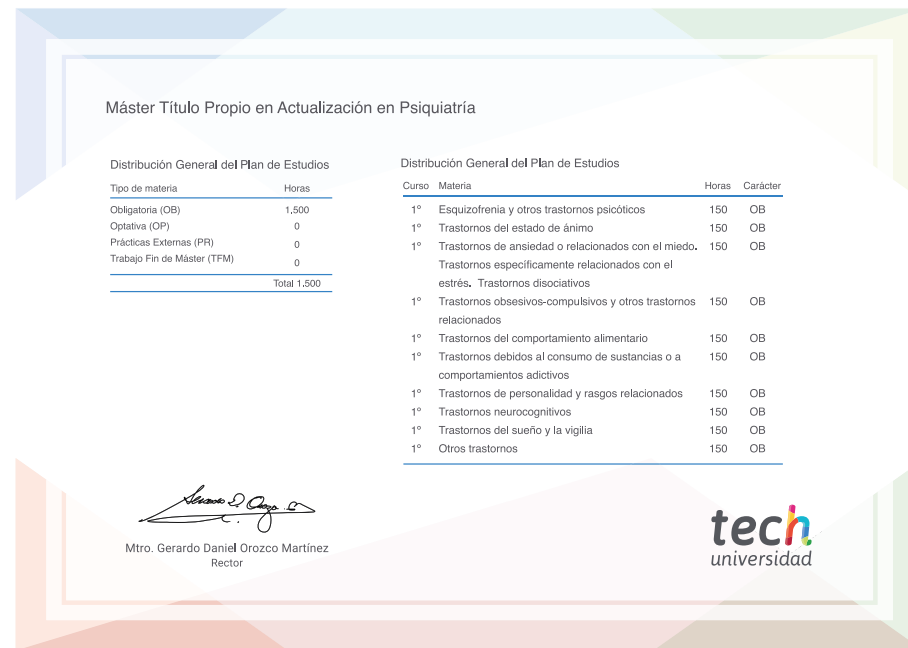 Máster Título Propio en Actualización en Psiquiatría
Distribución General del Plan de Estudios
Tipo de materia Horas
Obligatoria (OB) 1,500
Optativa (OP) 0
Prácticas Externas (PR) 0
Trabajo Fin de Máster (TFM) 0
Total 1.500
Distribución General del Plan de Estudios
Curso Materia Horas Carácter
1º Esquizofrenia y otros trastornos psicóticos 150 OB
1º Trastornos del estado de ánimo 150 OB
1º Trastornos de ansiedad o relacionados con el miedo. 150 OB
Trastornos específicamente relacionados con el
estrés. Trastornos disociativos
1º Trastornos obsesivos-compulsivos y otros trastornos 150 OB
relacionados
1º Trastornos del comportamiento alimentario 150 OB
1º Trastornos debidos al consumo de sustancias o a 150 OB
comportamientos adictivos
1º Trastornos de personalidad y rasgos relacionados 150 OB
1º Trastornos neurocognitivos 150 OB
1º Trastornos del sueño y la vigilia 150 OB
1º Otros trastornos 150 OB
Mtro. Gerardo Daniel Orozco Martínez
Rector
tech
universidad